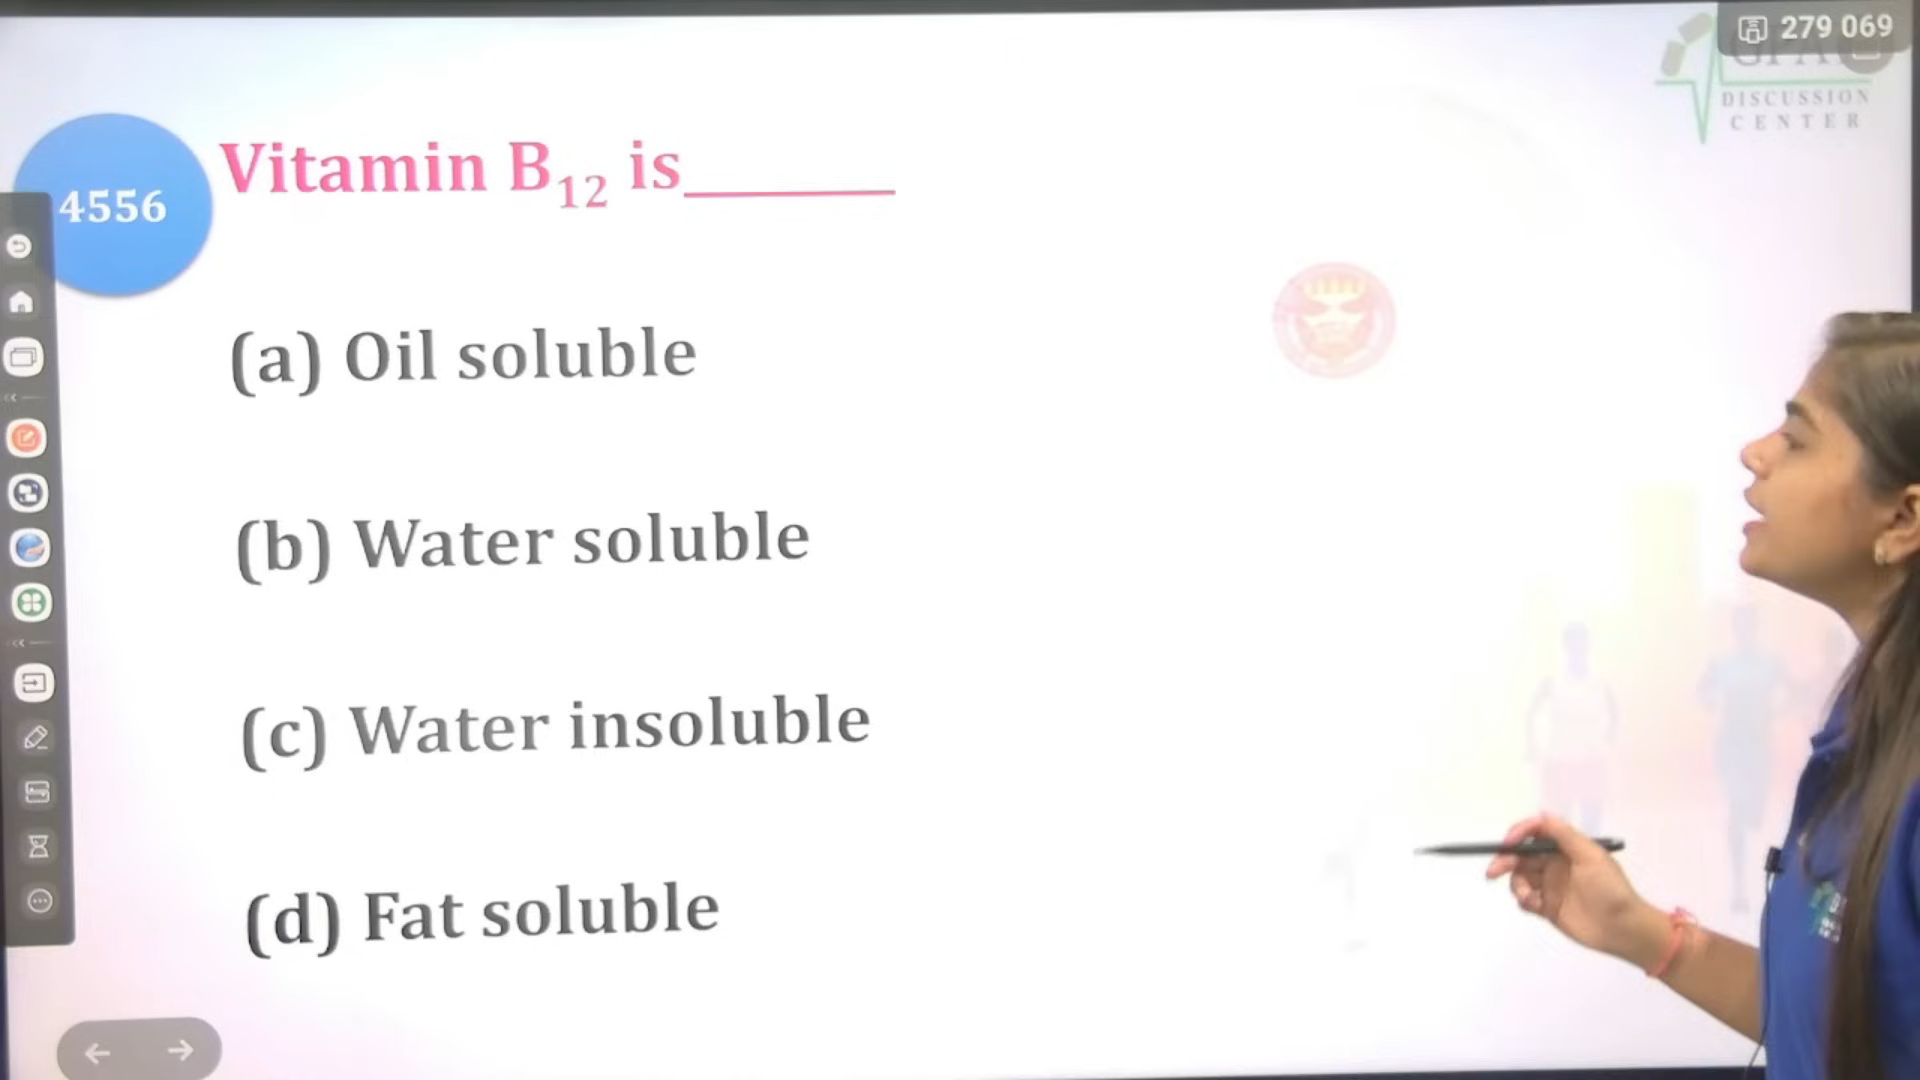 279 069
DISCUSSION
CENTER
4556
Vitamin B₁₂ is______
(a) Oil soluble
(b) Water soluble
(c) Water insoluble
(d) Fat soluble